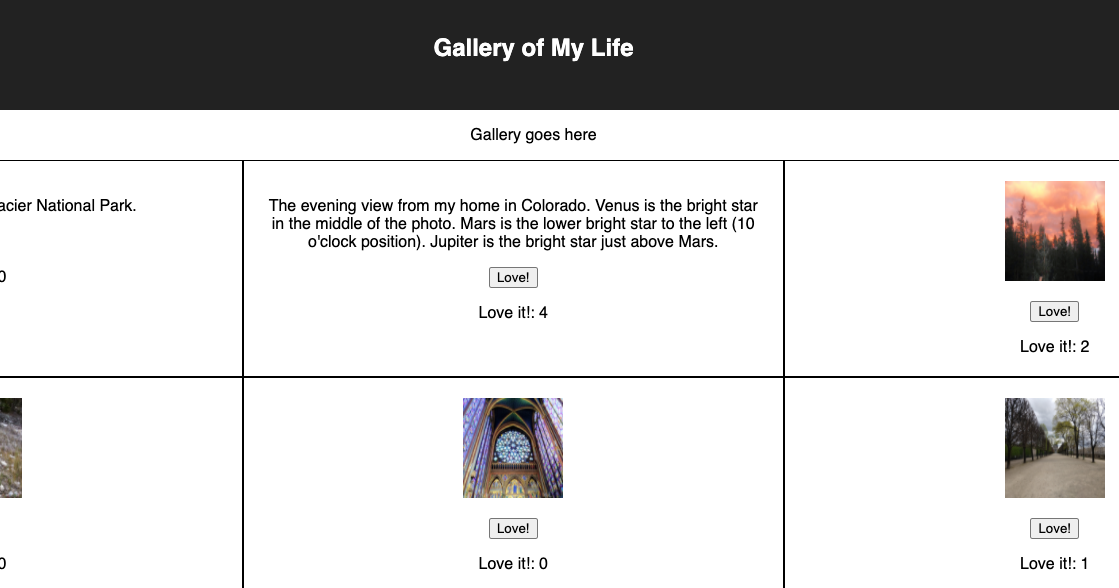 Gallery of My Life
Gallery goes here
acier National Park.
0
The evening view from my home in Colorado. Venus is the bright star
in the middle of the photo. Mars is the lower bright star to the left (10
o'clock position). Jupiter is the bright star just above Mars.
Love!
Love it!: 4
Love!
Love it!: 2
0
Love!
Love it!: 0
Love!
Love it!: 1